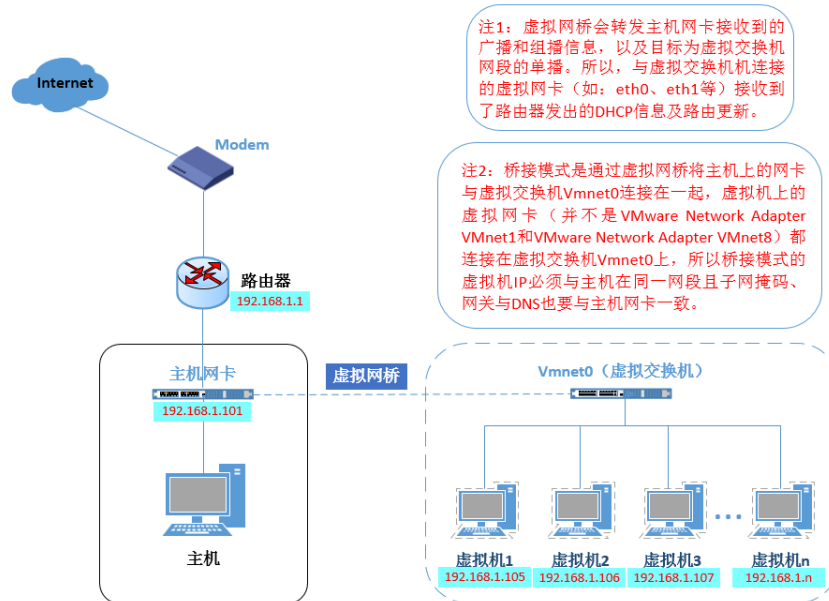 注1：虚拟网桥会转发主机网卡接收到的
广播和组播信息，以及目标为虚拟交换机
网段的单播。所以，与虚拟交换机机连接
的虚拟网卡（如：eth0、eth1等）接收到
了路由器发出的DHCP信息及路由更新。
Internet
Modem
注2：桥接模式是通过虚拟网桥将主机上的网卡
与虚拟交换机Vmnet0连接在一起，虚拟机上的
虚拟网卡（并不是VMware Network Adapter
VMnet1和VMware Network Adapter VMnet8）都
连接在虚拟交换机Vmnet0上，所以桥接模式的
虚拟机IP必须与主机在同一网段且子网掩码、
网关与DNS也要与主机网卡一致。
路由器
192.168.1.1
主机网卡
192.168.1.101
虚拟网桥
Vmnet0（虚拟交换机）
主机
...
虚拟机1
虚拟机2
虚拟机3
虚拟机n
192.168.1.105
192.168.1.106
192.168.1.107
192.168.1.n